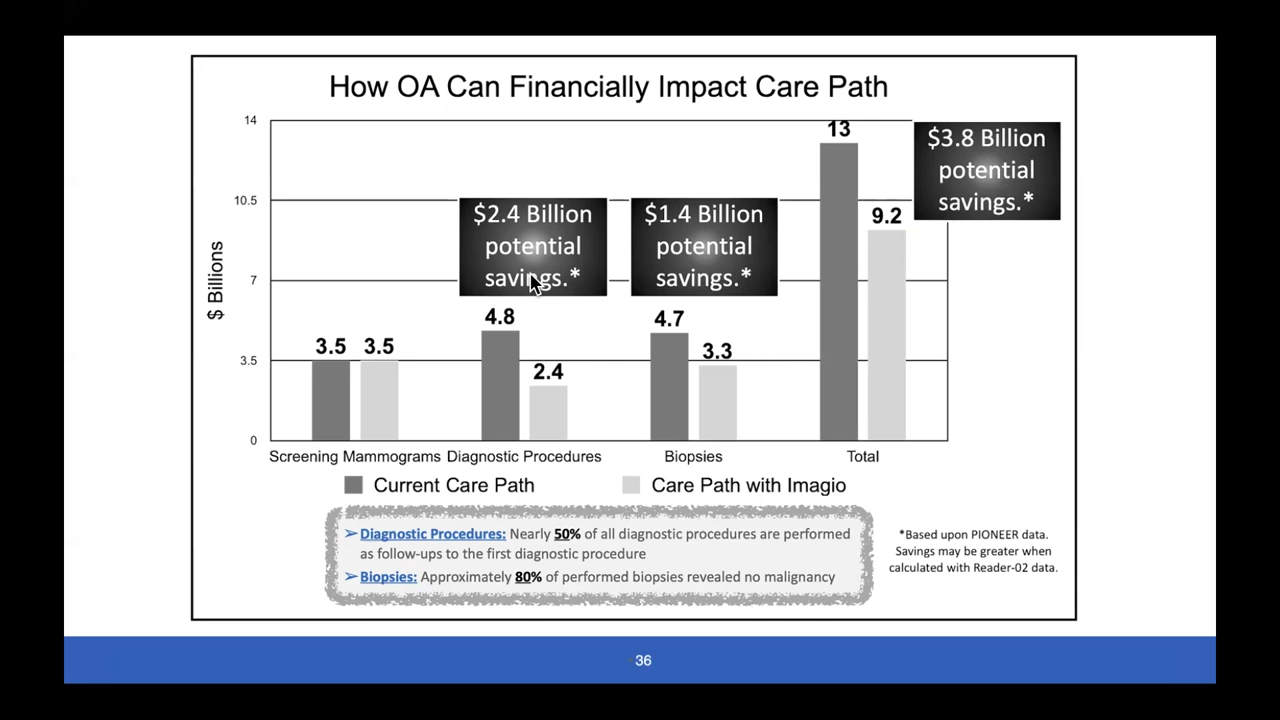 How OA Can Financially Impact Care Path
14
10.5
7
3.5
0
$ Billions
3.5
3.5
4.8
2.4
4.7
3.3
13
9.2
$2.4 Billion
potential
savings.*
$1.4 Billion
potential
savings.*
$3.8 Billion
potential
savings.*
Screening Mammograms
Diagnostic Procedures
Biopsies
Total
Current Care Path
Care Path with Imagio
➢Diagnostic Procedures: Nearly 50% of all diagnostic procedures are performed
as follow-ups to the first diagnostic procedure
➢Biopsies: Approximately 80% of performed biopsies revealed no malignancy
*Based upon PIONEER data.
Savings may be greater when
calculated with Reader-02 data.
36